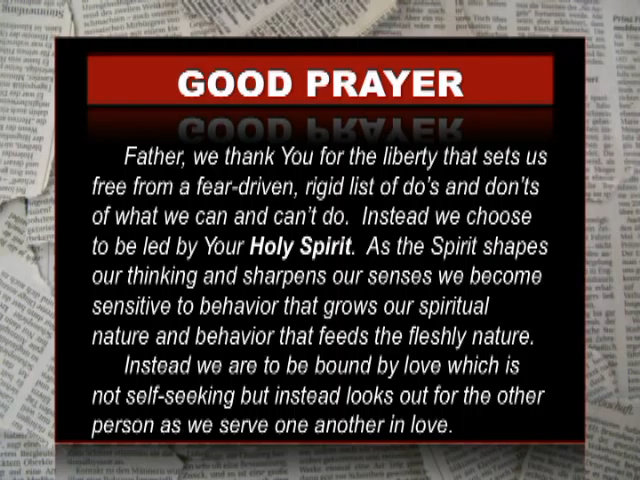 GOOD PRAYER
Father, we thank You for the liberty that sets us
free from a fear-driven, rigid list of do's and don'ts
of what we can and can't do. Instead we choose
to be led by Your Holy Spirit. As the Spirit shapes
our thinking and sharpens our senses we become
sensitive to behavior that grows our spiritual
nature and behavior that feeds the fleshly nature.
Instead we are to be bound by love which is
not self-seeking but instead looks out for the other
person as we serve one another in love.